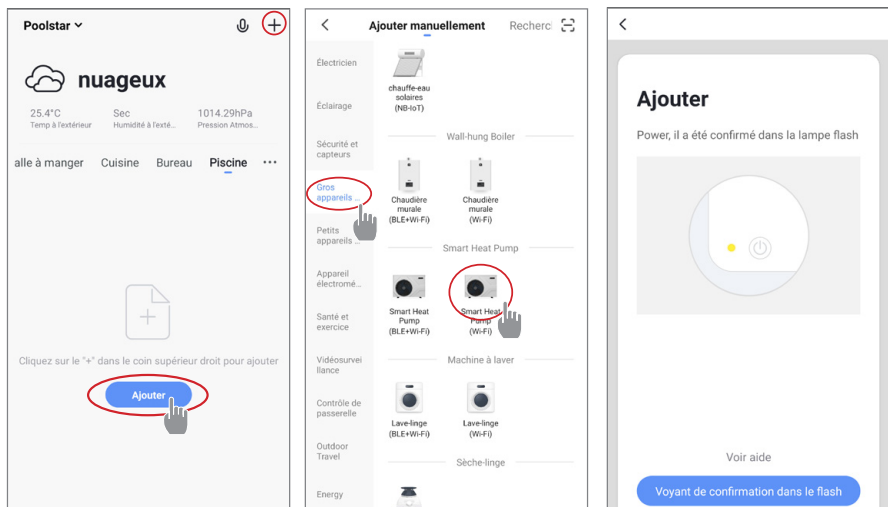 Poolstar
nuageux
25.4°C Sec 1014.29hPa
Temp à l'extérieur Humidité à l'exté... Pression Atmos...
alle à manger Cuisine Bureau Piscine ...
Cliquez sur le "+" dans le coin supérieur droit pour ajouter
Ajouter
Ajouter manuellement Recherc
Électricien
Éclairage
Sécurité et
capteurs
Gros
appareils ...
Petits
appareils ...
Appareil
électromé...
Santé et
exercice
Vidéosurvei
llance
Contrôle de
passerelle
Outdoor
Travel
Energy
chauffe-eau
solaires
(NB-IoT)
Wall-hung Boiler
Chaudière
murale
(BLE+Wi-Fi)
Chaudière
murale
(Wi-Fi)
Smart Heat Pump
Smart Heat
Pump
(BLE+Wi-Fi)
Smart Heat
Pump
(Wi-Fi)
Machine à laver
Lave-linge
(BLE+Wi-Fi)
Lave-linge
(Wi-Fi)
Sèche-linge
Ajouter
Power, il a été confirmé dans la lampe flash
Voir aide
Voyant de confirmation dans le flash